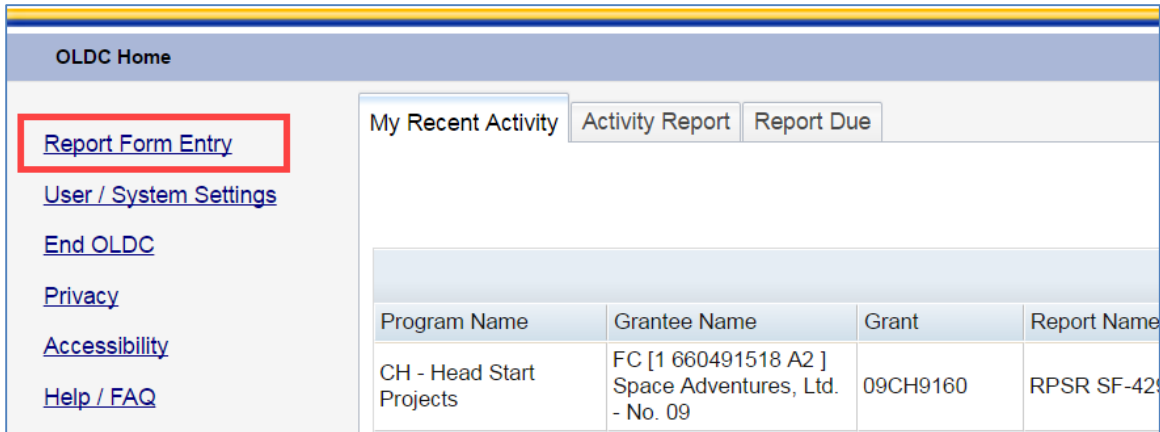 OLDC Home
Report Form Entry
User / System Settings
End OLDC
Privacy
Accessibility
Help / FAQ
My Recent Activity Activity Report Report Due
Program Name Grantee Name Grant Report Name
CH - Head Start Projects
FC [1 660491518 A2 ]
Space Adventures, Ltd.
- No. 09
09CH9160
RPSR SF-429